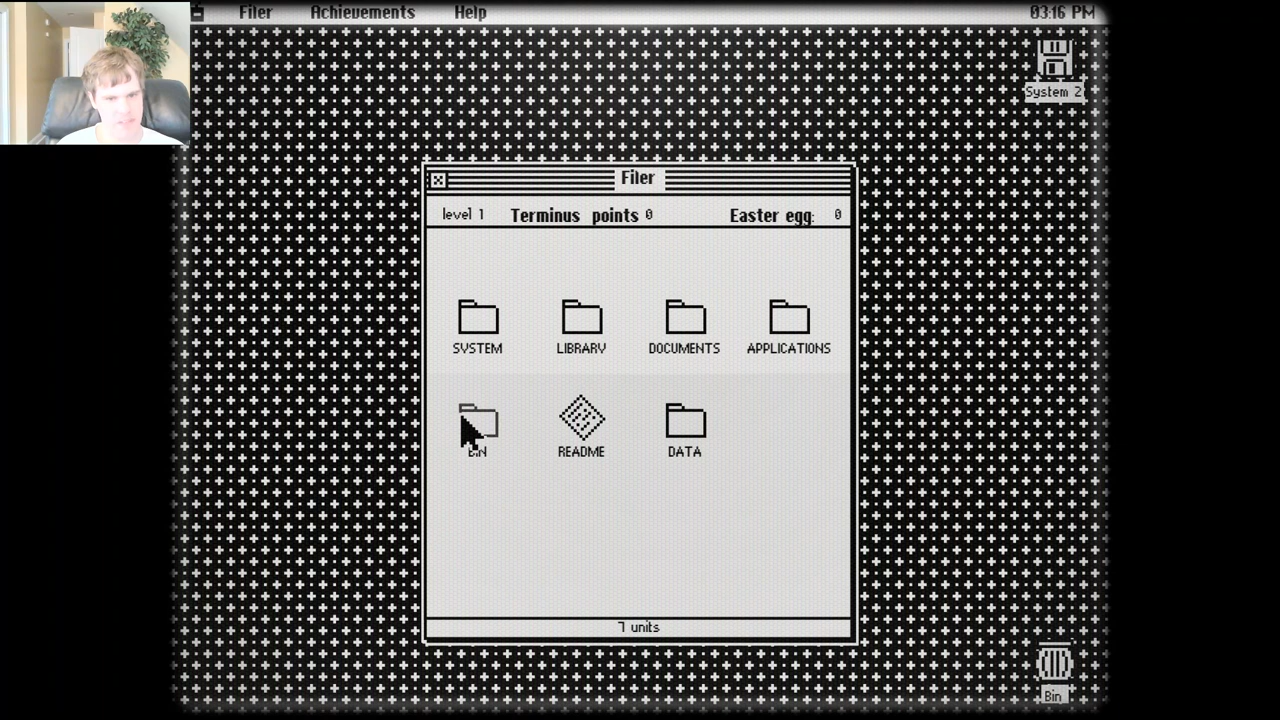 Filer Achievements Help 03:16 PM
System 2
Filer
level 1 Terminus points 0 Easter egg: 0
SYSTEM LIBRARY DOCUMENTS APPLICATIONS
BIN README DATA
7 units
Bin